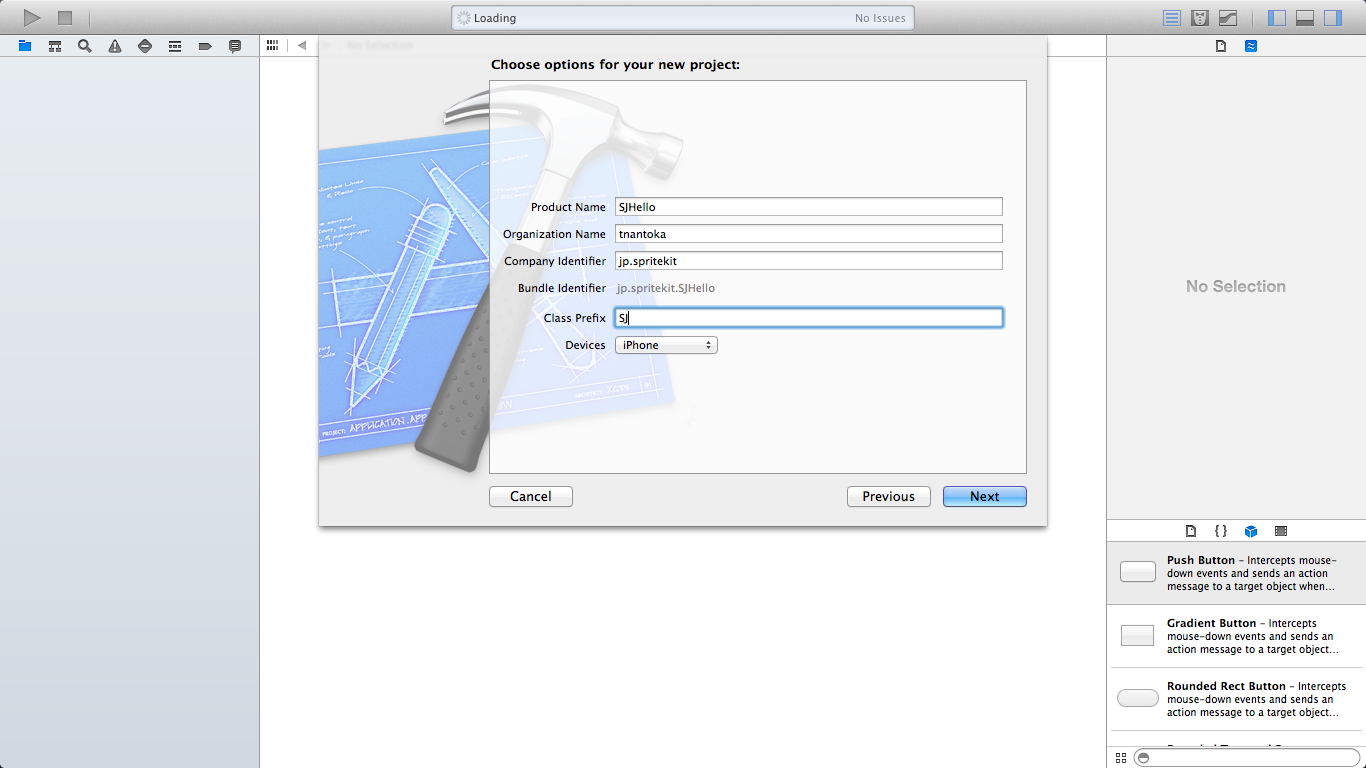 Loading
No Issues
No Selection
Choose options for your new project:
Product Name
SJHello
Organization Name
tnantoka
Company Identifier
jp.spritekit
Bundle Identifier
jp.spritekit.SJHello
Class Prefix
SJ
Devices
iPhone
PROJECT: APPLICATION.APP
Cancel
Previous
Next
No Selection
{ }
Push Button – Intercepts mouse-
down events and sends an action
message to a target object when...
Gradient Button – Intercepts
mouse-down events and sends an
action message to a target object...
Rounded Rect Button – Intercepts
mouse-down events and sends an
action message to a target object...